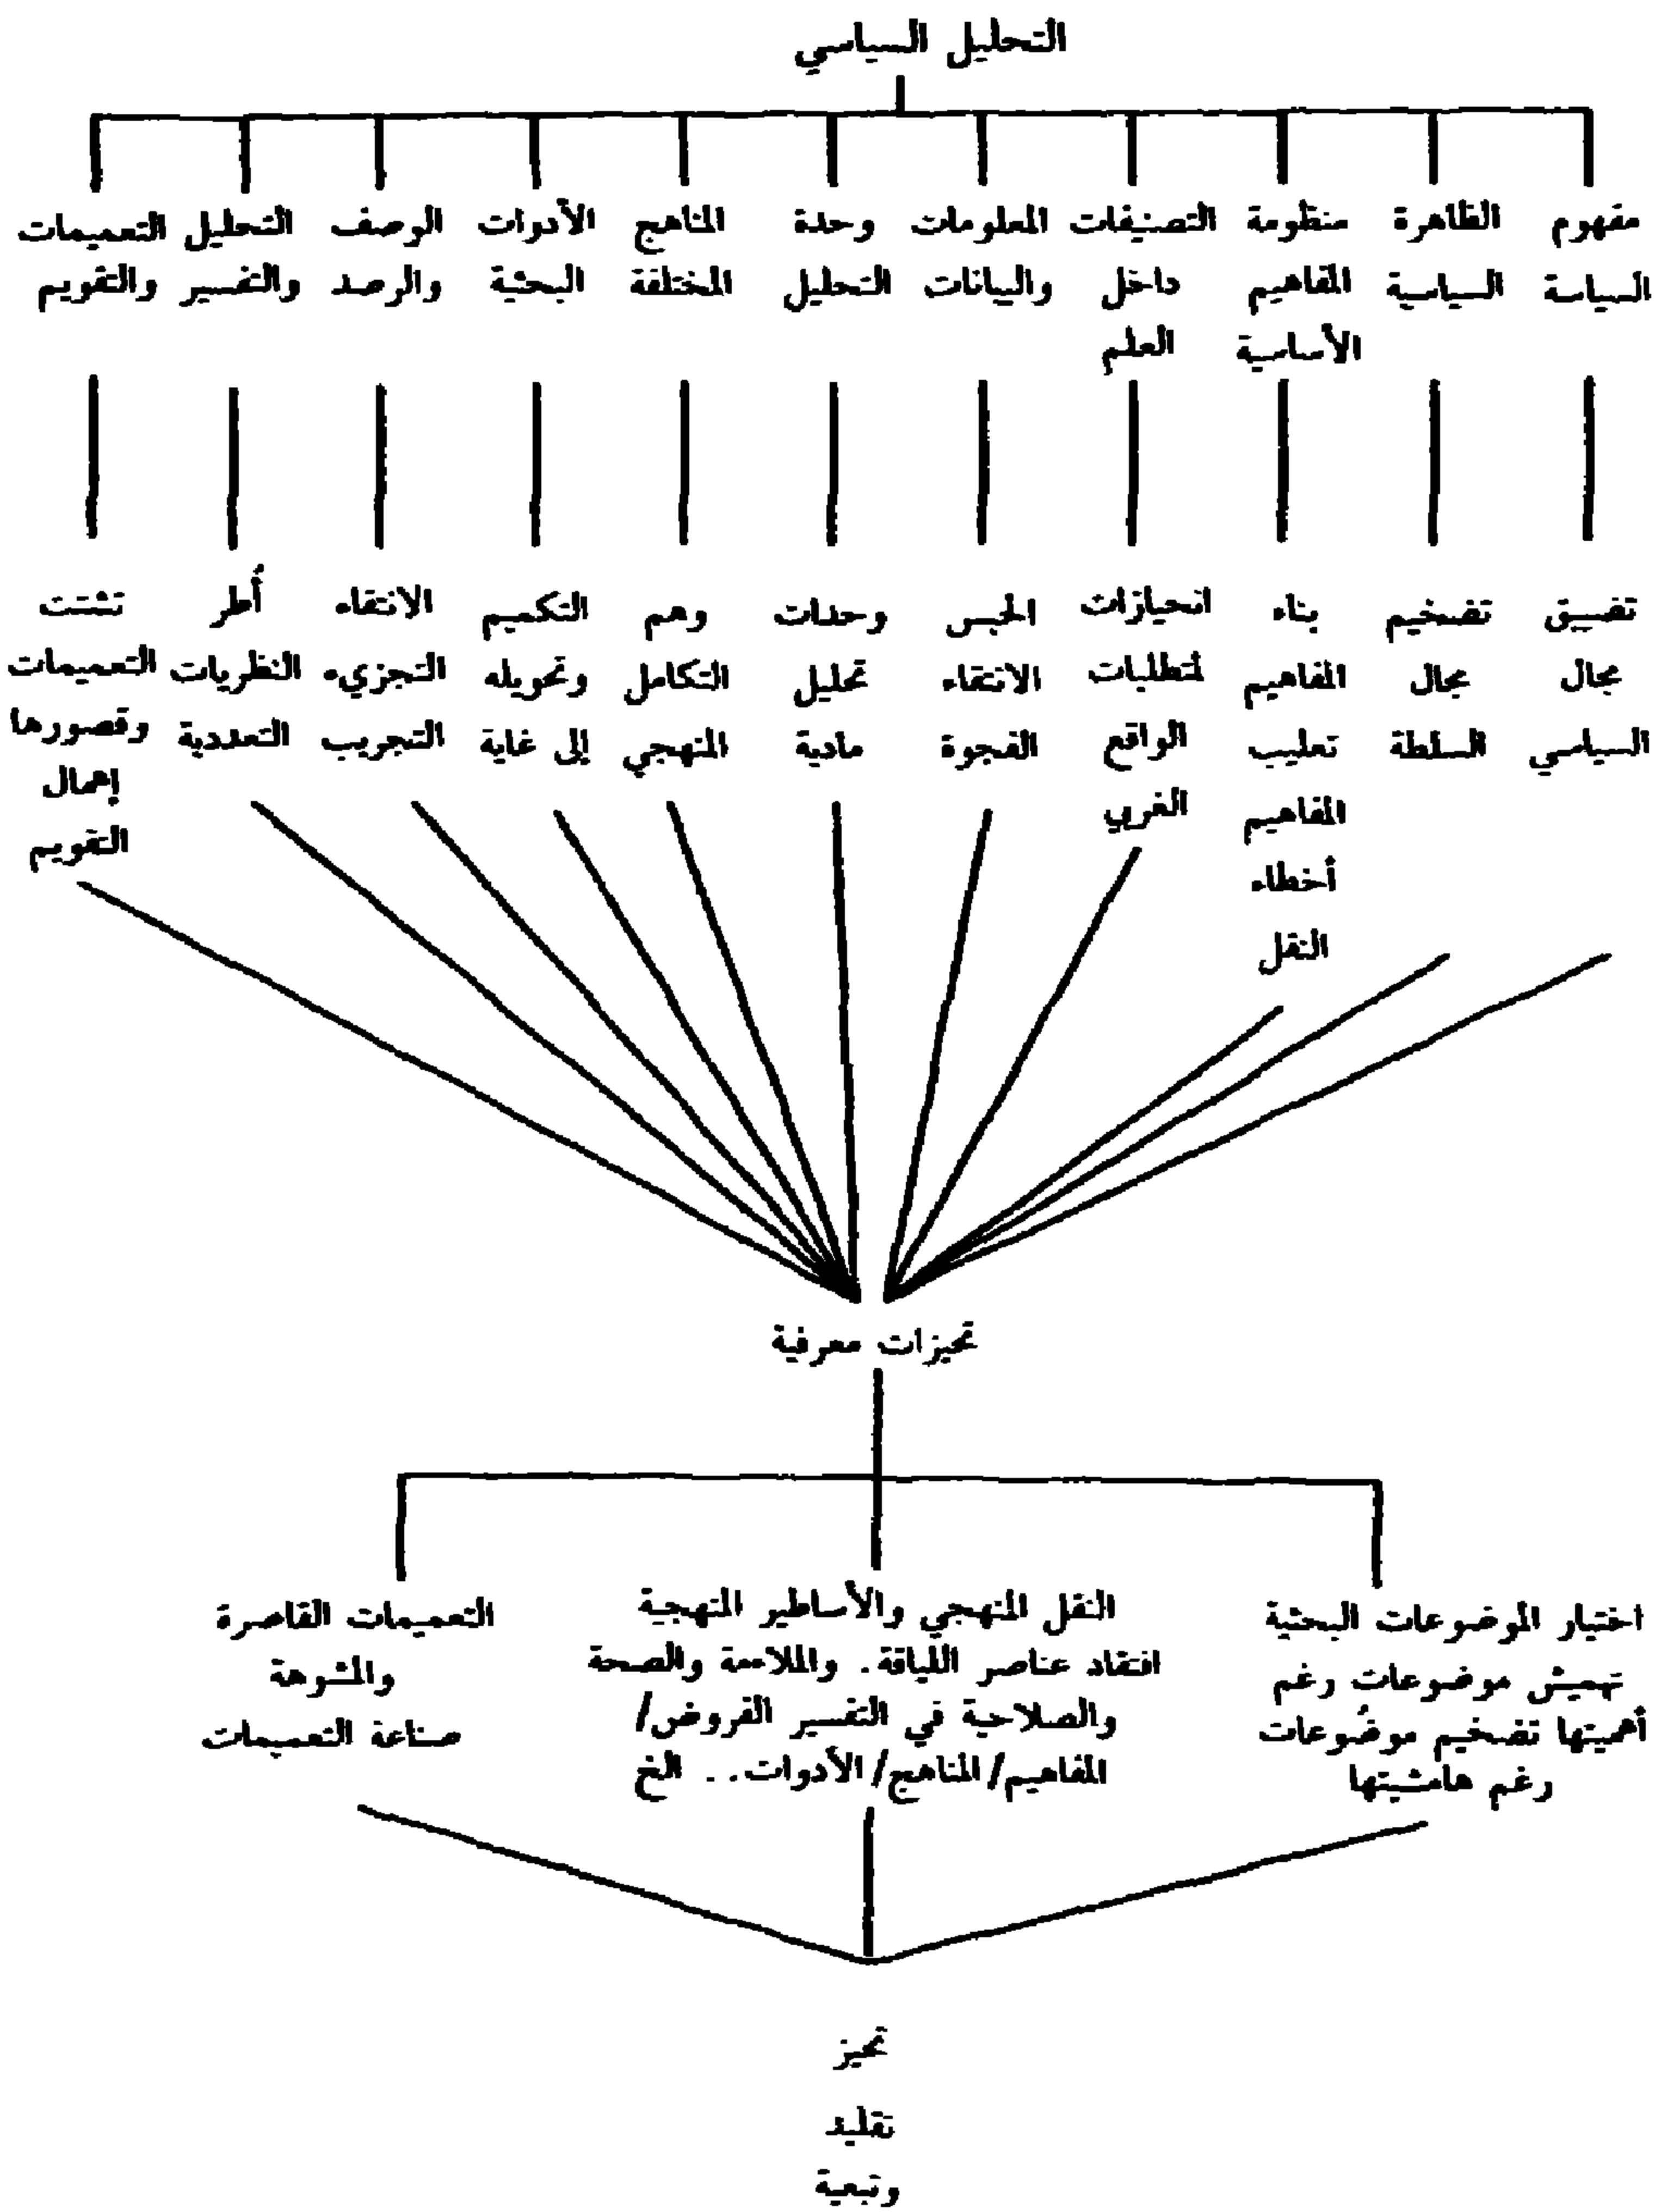 التحليل السياسي
مفهوم
السياسة
الظاهرة
السياسية
منظومة
المفاهيم
الأساسية
التصنيفات
داخل
العلم
المعلومات
والبيانات
وحدة
التحليل
المناهج
المختلفة
الأدوات
البحثية
الوصف
والرصد
التحليل
والتفسير
التعميمات
والتقويم
تضييق
مجال
السياسي
تضخيم
مجال
السلطة
بناء
المفاهيم
تعليب
المفاهيم
أخطاء
النقل
انحيازات
لمتطلبات
الواقع
الغربي
الحبس
الانتقاء
الفجوة
وحدات
تحليل
مادية
وهم
التكامل
المنهجي
التكميم
وتحويله
إلى غاية
الانتقاء
التجزيء
التجريب
أُطر
النظريات
التعددية
تشتت
التعميمات
وقصورها
إهمال
التقويم
تحيزات معرفية
اختيار الموضوعات البحثية
تهميش موضوعات رغم
أهميتها تضخيم موضُوعات
رغم هامشيتها
النقل المنهجي والأساطير المنهجية
افتقاد عناصر اللياقة. والملاءمة والصحة
والصلاحية في التفسير الفروض/
المفاهيم/المناهج/الأدوات.. الخ
التعميمات القاصرة
والمشوهة
صناعة التعميمات
تحيز
تقليد
وتبعية